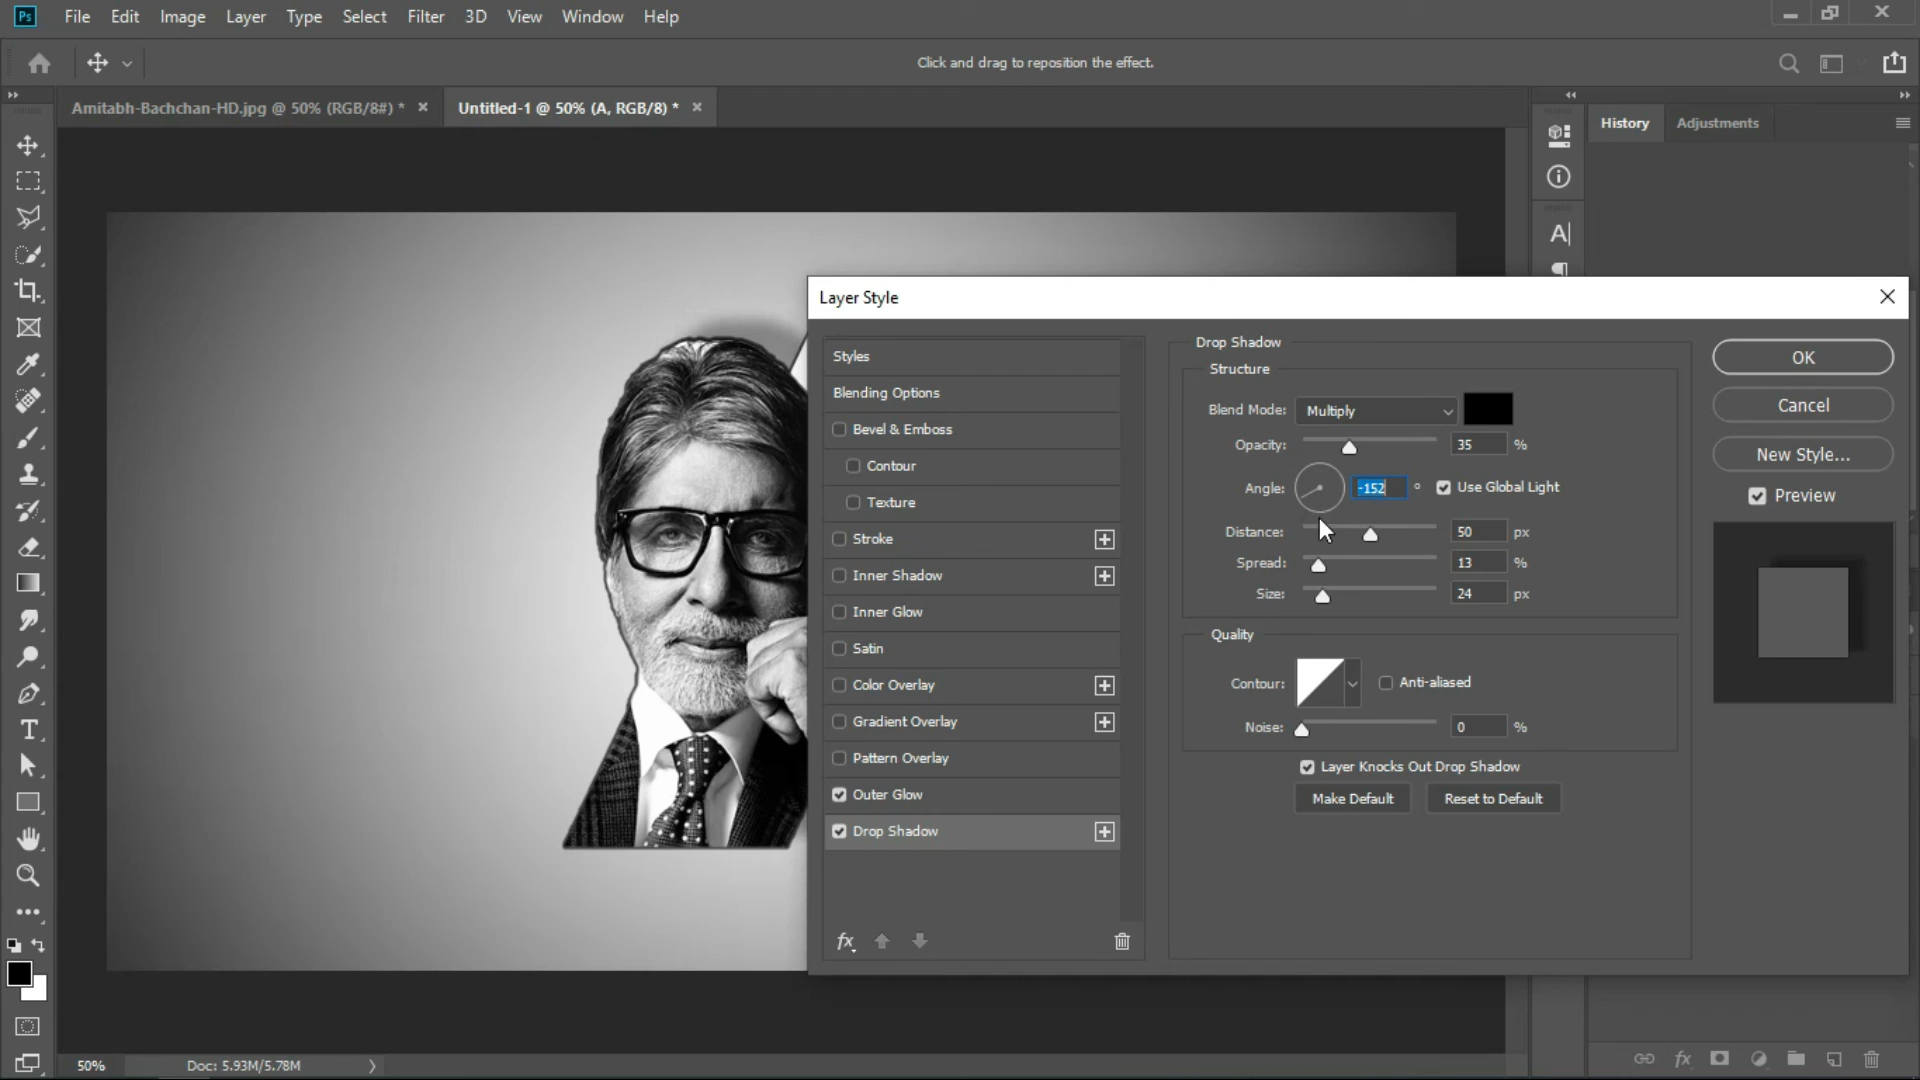 Ps File Edit Image Layer Type Select Filter 3D View Window Help
Click and drag to reposition the effect.
Amitabh-Bachchan-HD.jpg @ 50% (RGB/8#) * ×
Untitled-1 @ 50% (A, RGB/8) * ×
History Adjustments
Layer Style
Styles
Blending Options
Bevel & Emboss
Contour
Texture
Stroke
Inner Shadow
Inner Glow
Satin
Color Overlay
Gradient Overlay
Pattern Overlay
Outer Glow
Drop Shadow
fx
Drop Shadow
Structure
Blend Mode: Multiply
Opacity: 35 %
Angle: -152 ° Use Global Light
Distance: 50 px
Spread: 13 %
Size: 24 px
Quality
Contour: Anti-aliased
Noise: 0 %
Layer Knocks Out Drop Shadow
Make Default Reset to Default
OK
Cancel
New Style...
Preview
50% Doc: 5.93M/5.78M
fx